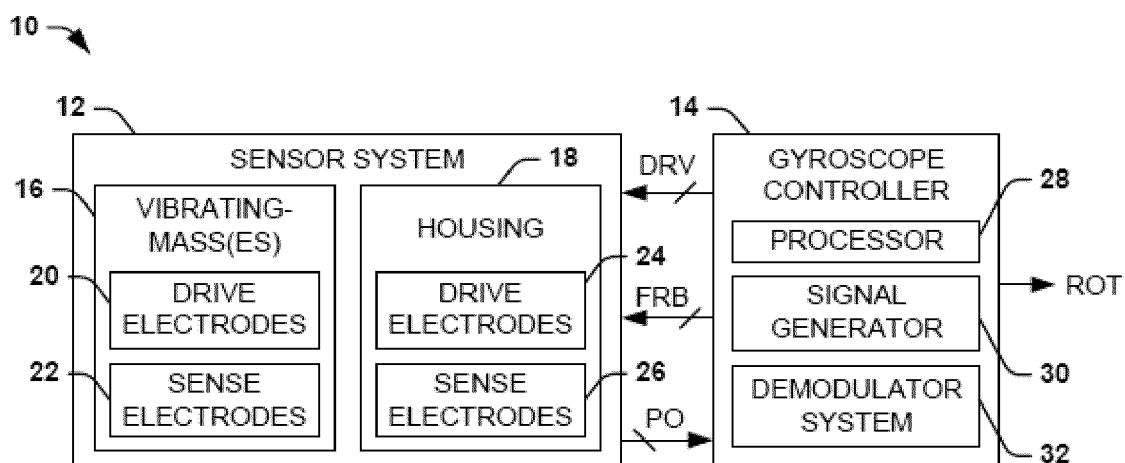 10
12
14
SENSOR SYSTEM
18
DRV
GYROSCOPE
CONTROLLER
16
VIBRATING-
MASS(ES)
HOUSING
28
PROCESSOR
20
DRIVE
ELECTRODES
24
DRIVE
ELECTRODES
FRB
SIGNAL
GENERATOR
ROT
22
SENSE
ELECTRODES
26
SENSE
ELECTRODES
30
PO
DEMODULATOR
SYSTEM
32